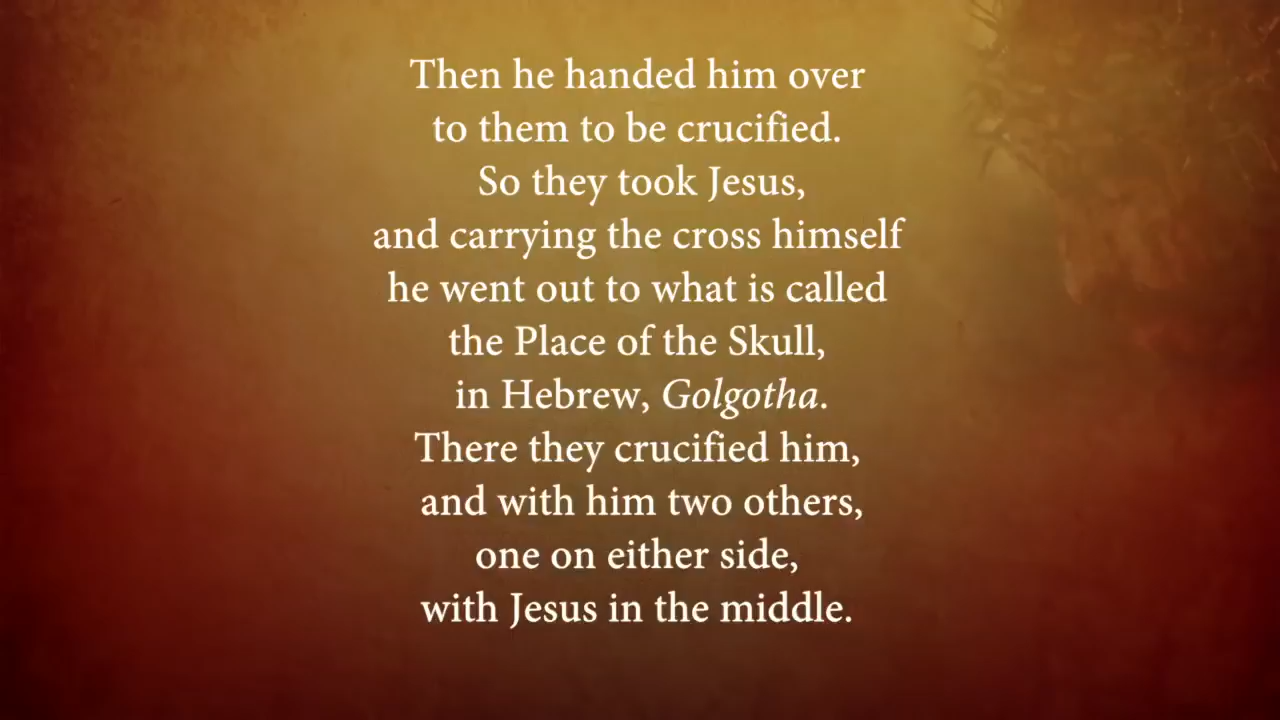 Then he handed him over
to them to be crucified.
So they took Jesus,
and carrying the cross himself
he went out to what is called
the Place of the Skull,
in Hebrew, Golgotha.
There they crucified him,
and with him two others,
one on either side,
with Jesus in the middle.